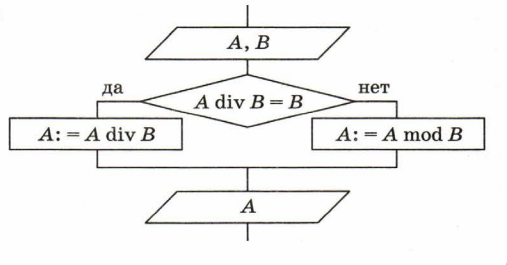 A, B
да
нет
A div B = B
A: = A div B
A: = A mod B
A